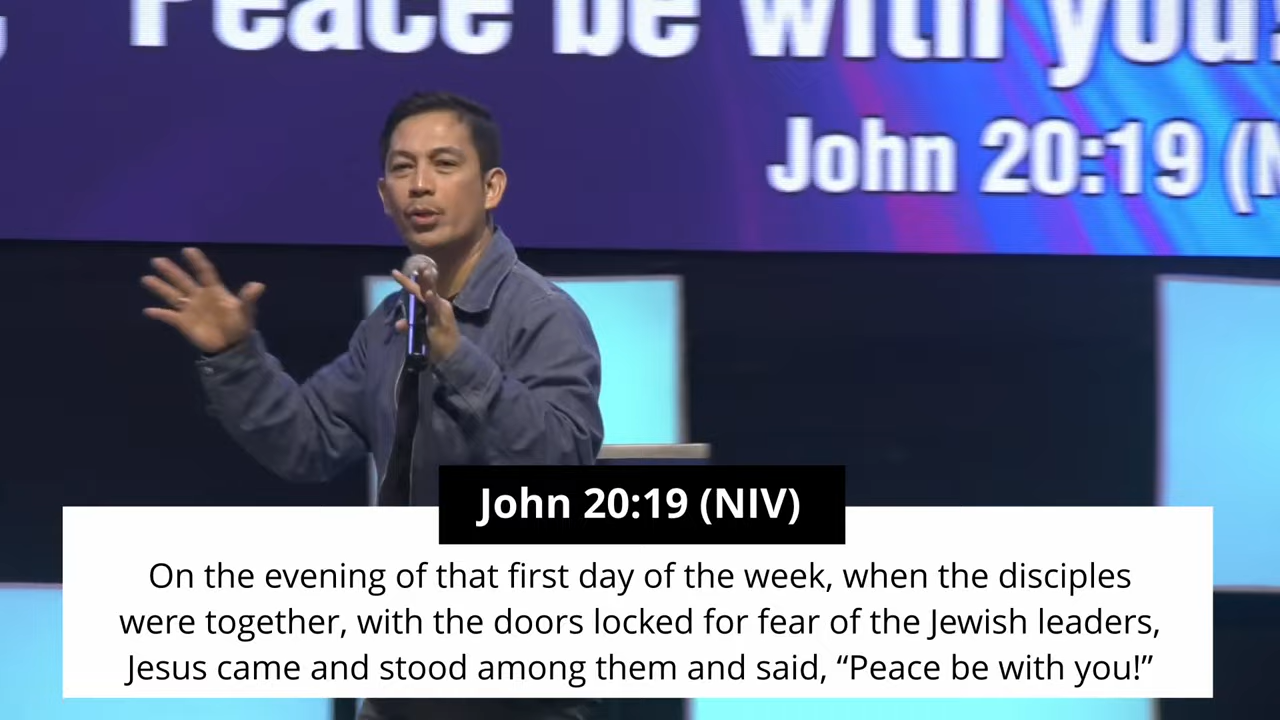 Peace be with you!
John 20:19 (
John 20:19 (NIV)
On the evening of that first day of the week, when the disciples
were together, with the doors locked for fear of the Jewish leaders,
Jesus came and stood among them and said, “Peace be with you!”